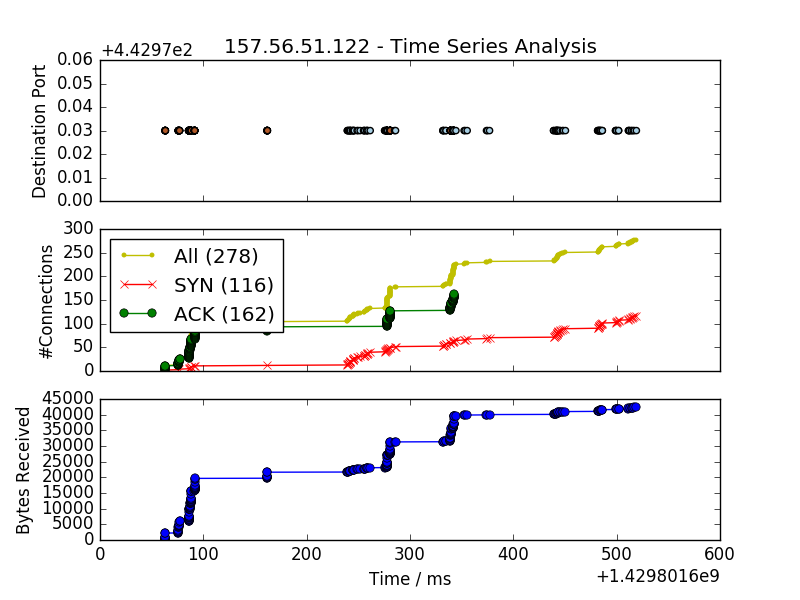 157.56.51.122 - Time Series Analysis
+4.4297e2
0.06
0.05
0.04
0.03
0.02
0.01
0.00
Destination Port
300
250
200
150
100
50
0
#Connections
All (278)
SYN (116)
ACK (162)
45000
40000
35000
30000
25000
20000
15000
10000
5000
0
Bytes Received
0 100 200 300 400 500 600
Time / ms
+1.4298016e9